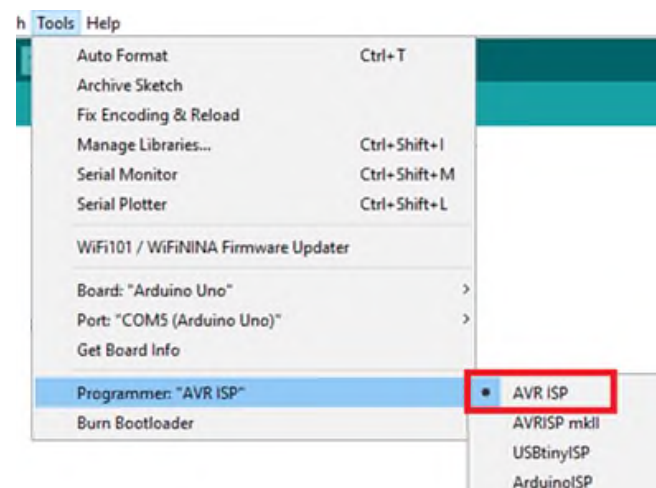 h Tools Help
Auto Format Ctrl+T
Archive Sketch
Fix Encoding & Reload
Manage Libraries... Ctrl+Shift+I
Serial Monitor Ctrl+Shift+M
Serial Plotter Ctrl+Shift+L
WiFi101 / WiFiNINA Firmware Updater
Board: "Arduino Uno"
Port: "COM5 (Arduino Uno)"
Get Board Info
Programmer: "AVR ISP"
Burn Bootloader
AVR ISP
AVRISP mkII
USBtinyISP
ArduinoISP